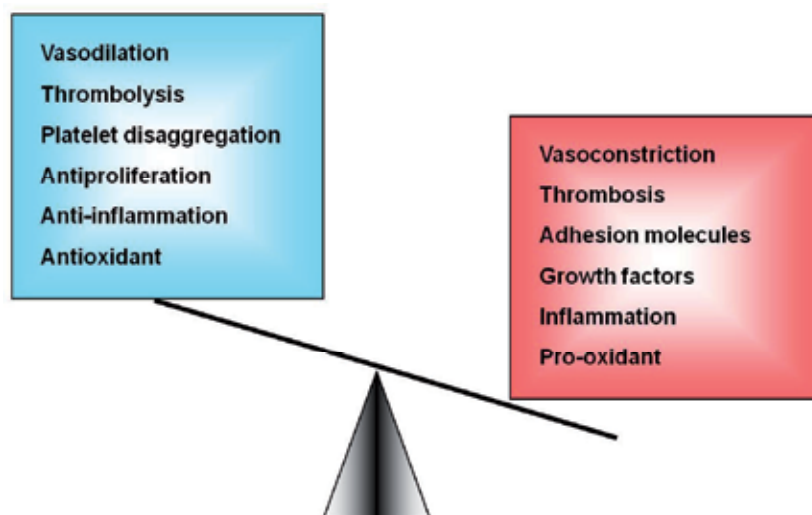 Vasodilation
Thrombolysis
Platelet disaggregation
Antiproliferation
Anti-inflammation
Antioxidant
Vasoconstriction
Thrombosis
Adhesion molecules
Growth factors
Inflammation
Pro-oxidant